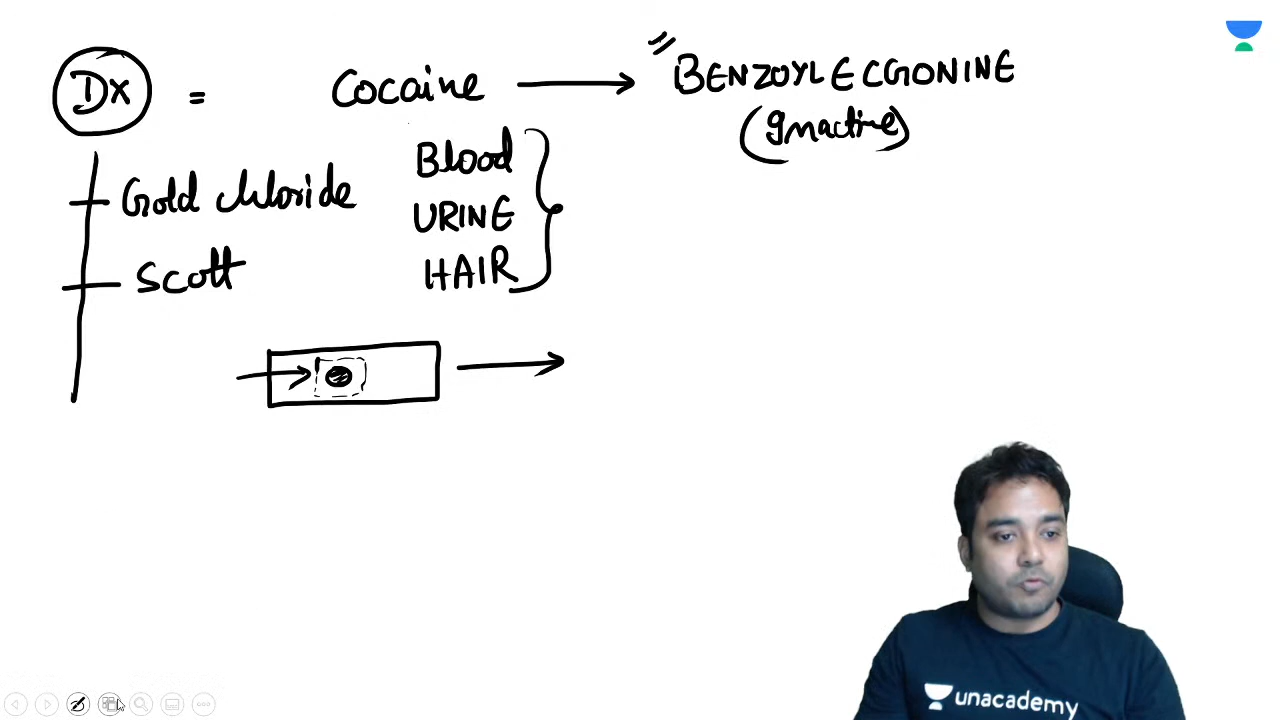 DX = Cocaine → BENZOYLECGONINE
(Inactive)
Gold chloride
Scott
Blood
URINE
HAIR
unacademy